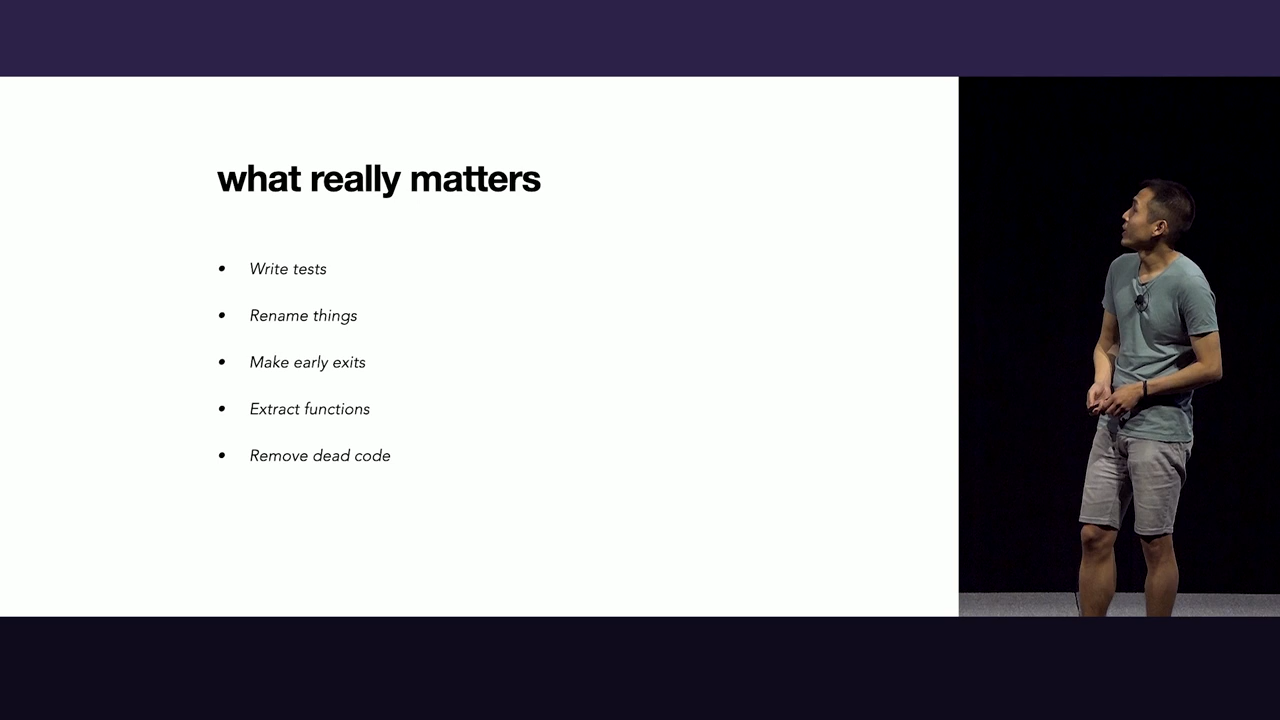 what really matters
• Write tests
• Rename things
• Make early exits
• Extract functions
• Remove dead code